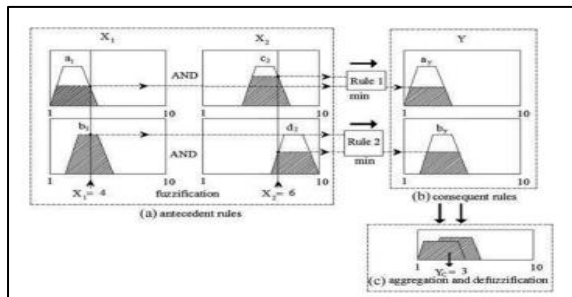 X1 X2 Y
a1 c2 aY
AND Rule 1
min
1 10 1 10 1 10
b1 d2 bY
AND Rule 2
min
1 10 1 10 1 10
X1= 4 fuzzification X2= 6
(a) antecedent rules
(b) consequent rules
1 10
YC= 3
(c) aggregation and defuzzification